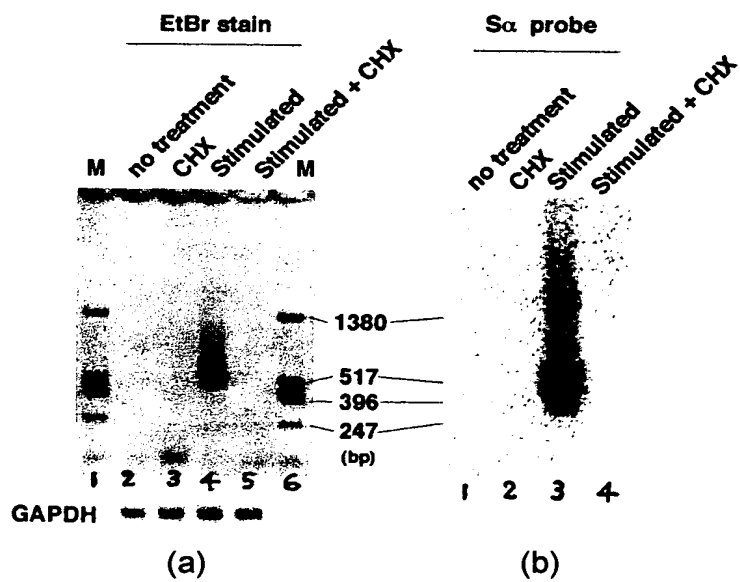 EtBr stain
Sα probe
M
no treatment
CHX
Stimulated
Stimulated + CHX
M
no treatment
CHX
Stimulated
Stimulated + CHX
1380
517
396
247
(bp)
1 2 3 4 5 6
1 2 3 4
GAPDH
(a)
(b)